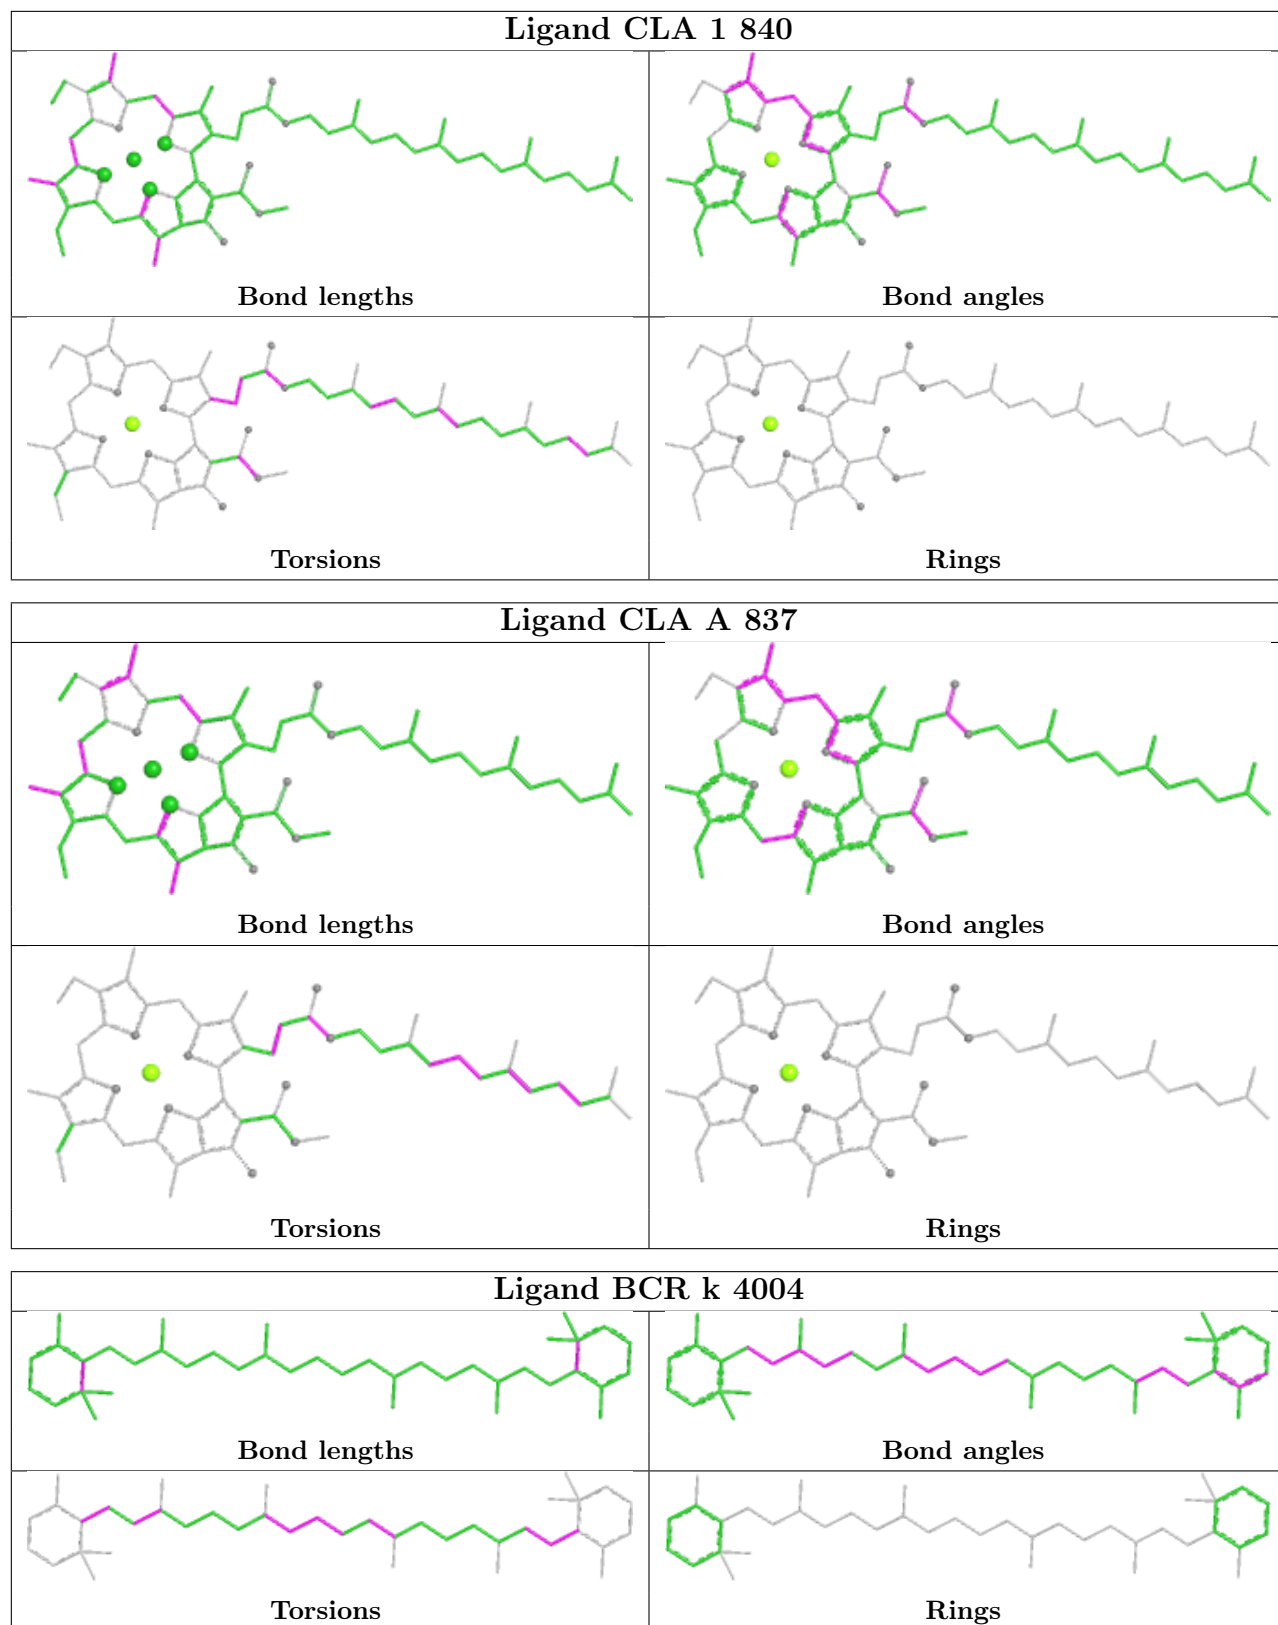 Ligand CLA 1 840
Bond lengths
Bond angles
Torsions
Rings
Ligand CLA A 837
Bond lengths
Bond angles
Torsions
Rings
Ligand BCR k 4004
Bond lengths
Bond angles
Torsions
Rings